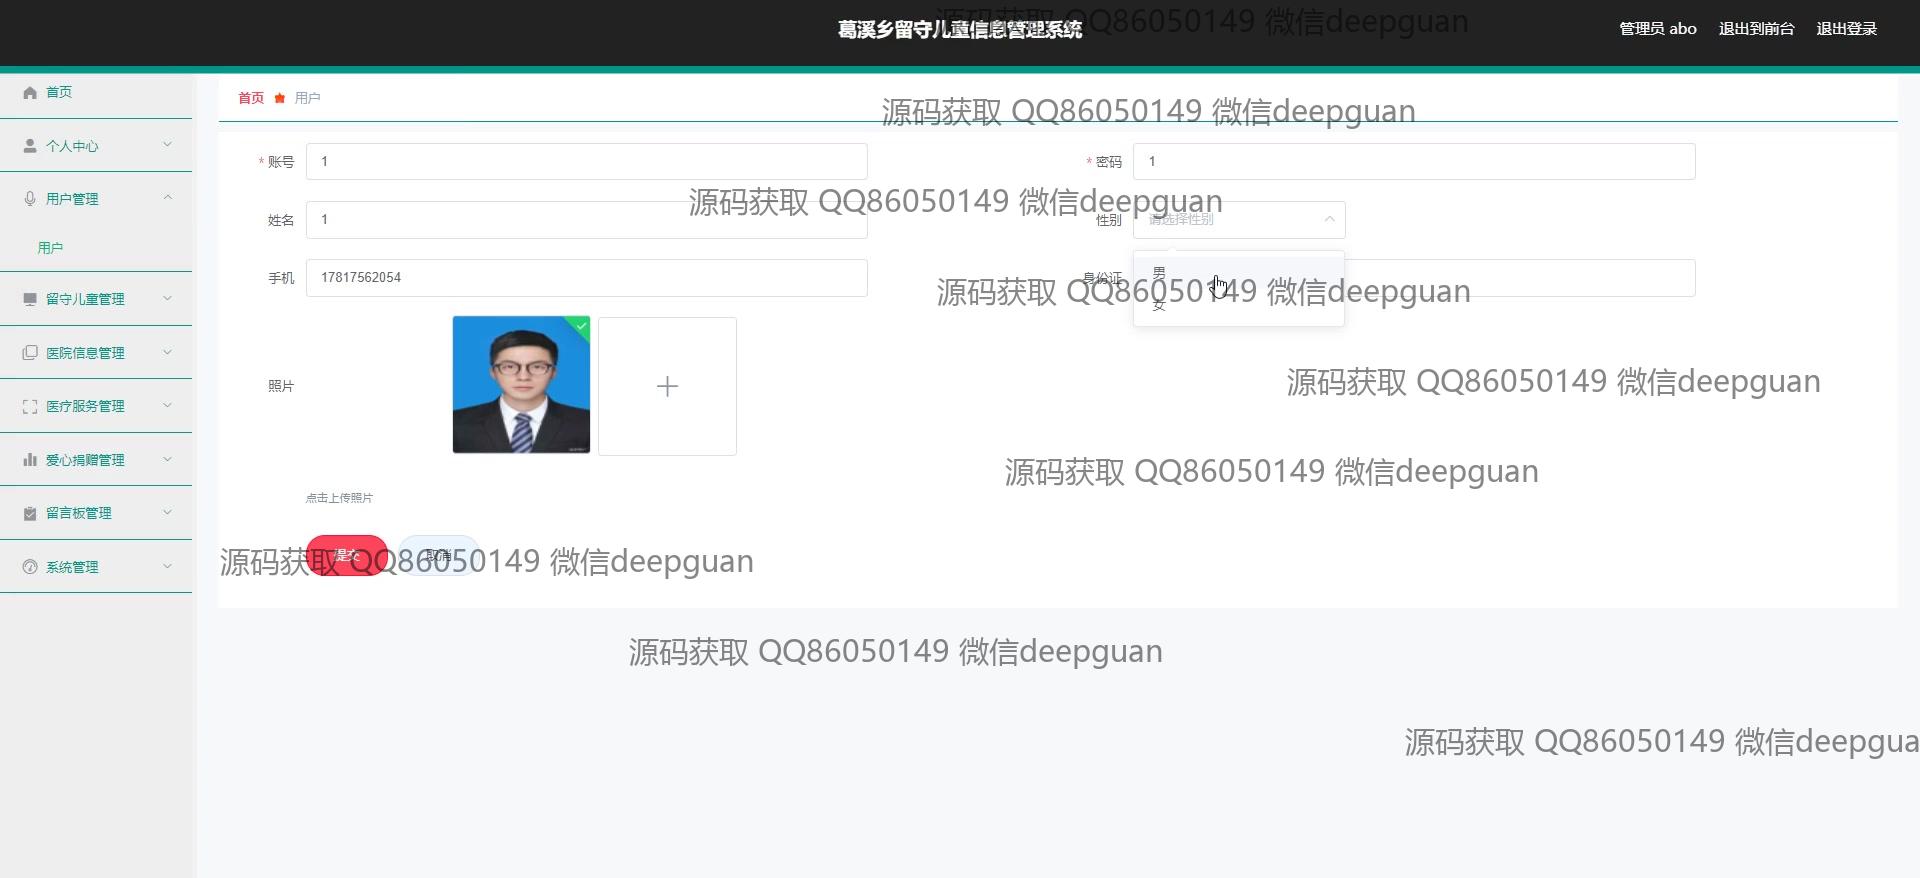 葛溪乡留守儿童信息管理系统
源码获取 QQ86050149 微信deepguan
管理员 abo 退出到前台 退出登录
首页
个人中心
用户管理
用户
留守儿童管理
医院信息管理
医疗服务管理
爱心捐赠管理
留言板管理
系统管理
首页 用户
源码获取 QQ86050149 微信deepguan
* 账号 1
* 密码 1
源码获取 QQ86050149 微信deepguan
姓名 1
性别 请选择性别
手机 17817562054
身份证
男
女
源码获取 QQ86050149 微信deepguan
照片
源码获取 QQ86050149 微信deepguan
源码获取 QQ86050149 微信deepguan
点击上传照片
提交 取消
源码获取 QQ86050149 微信deepguan
源码获取 QQ86050149 微信deepguan
源码获取 QQ86050149 微信deepgua